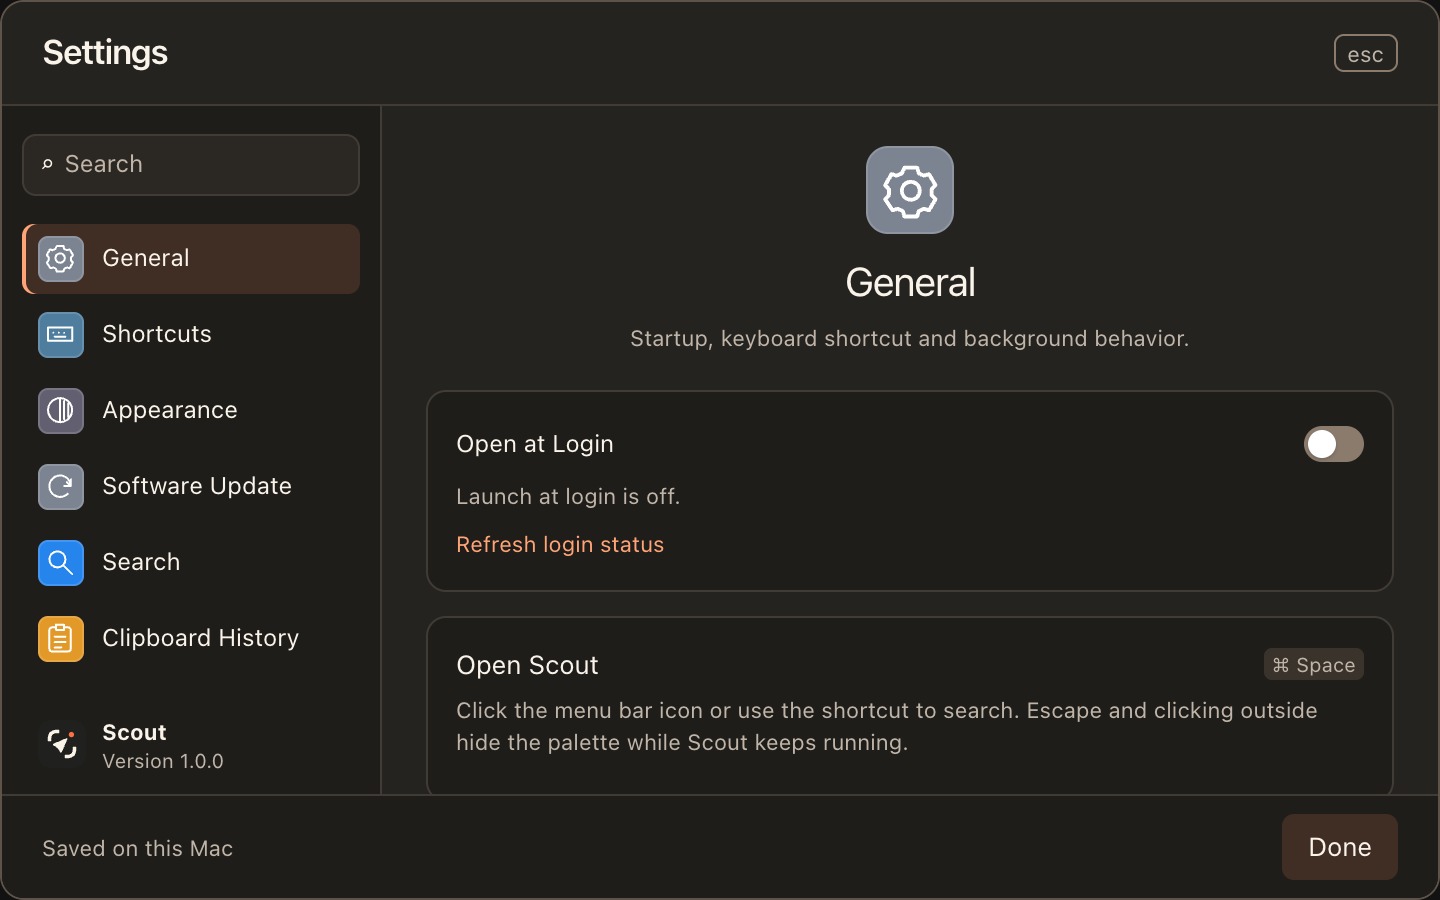 Settings
esc
Search
General
Shortcuts
Appearance
Software Update
Search
Clipboard History
Scout
Version 1.0.0
General
Startup, keyboard shortcut and background behavior.
Open at Login
Launch at login is off.
Refresh login status
Open Scout
⌘ Space
Click the menu bar icon or use the shortcut to search. Escape and clicking outside
hide the palette while Scout keeps running.
Saved on this Mac
Done